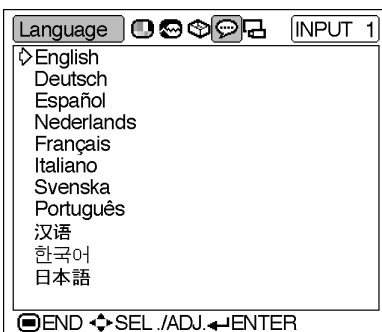 Language INPUT 1
English
Deutsch
Español
Nederlands
Français
Italiano
Svenska
Português
汉语
한국어
日本語
END SEL./ADJ. ENTER